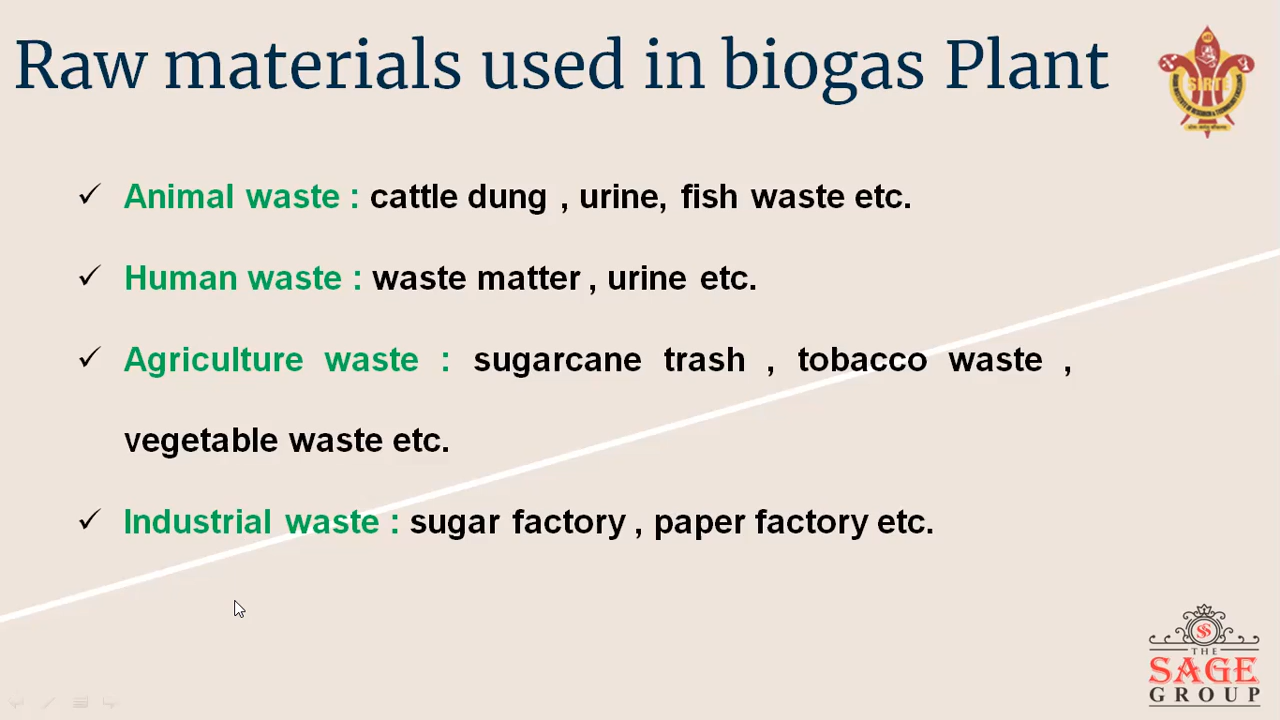 Raw materials used in biogas Plant
SIRTE
✓ Animal waste : cattle dung , urine, fish waste etc.
✓ Human waste : waste matter , urine etc.
✓ Agriculture waste : sugarcane trash , tobacco waste ,
vegetable waste etc.
✓ Industrial waste : sugar factory , paper factory etc.
THE
SAGE
GROUP